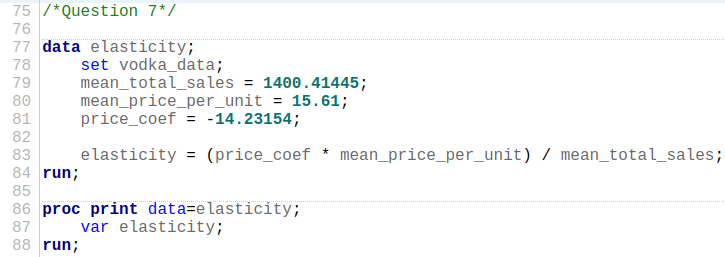 75 /*Question 7*/
76
77 data elasticity;
78     set vodka_data;
79     mean_total_sales = 1400.41445;
80     mean_price_per_unit = 15.61;
81     price_coef = -14.23154;
82
83     elasticity = (price_coef * mean_price_per_unit) / mean_total_sales;
84 run;
85
86 proc print data=elasticity;
87     var elasticity;
88 run;